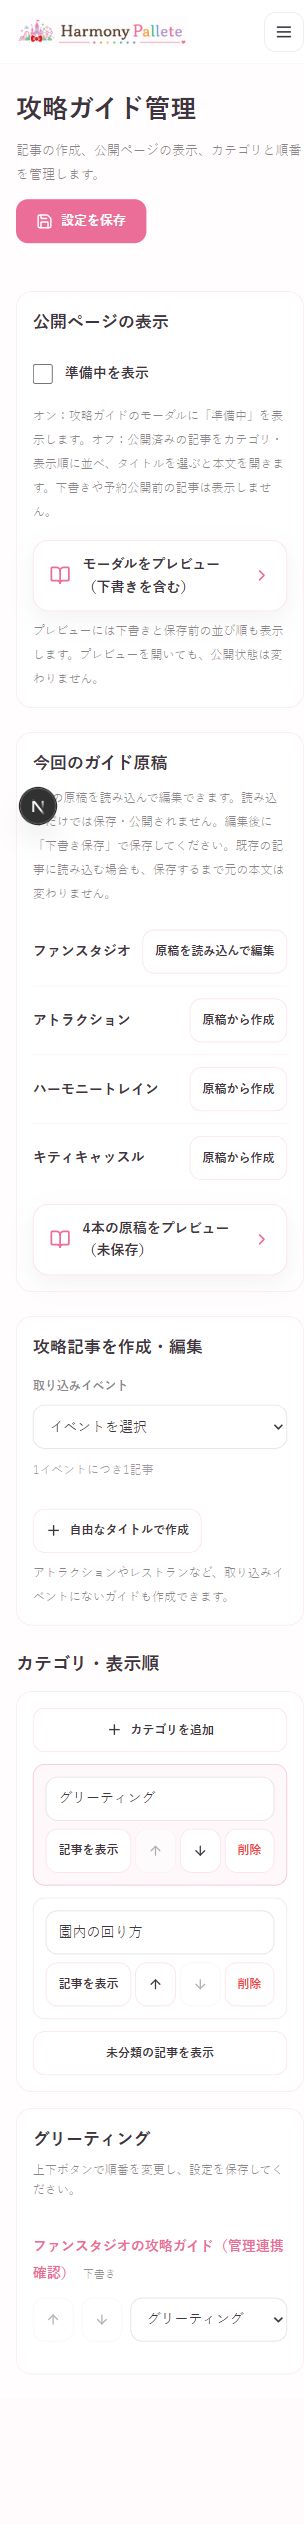 Harmony Pallete
攻略ガイド管理
記事の作成、公開ページの表示、カテゴリと順番
を管理します。
設定を保存
公開ページの表示
準備中を表示
オン：攻略ガイドのモーダルに「準備中」を表
示します。オフ：公開済みの記事をカテゴリ・
表示順に並べ、タイトルを選ぶと本文を開きま
す。下書きや予約公開前の記事は表示しませ
ん。
モーダルをプレビュー
（下書きを含む）
プレビューには下書きと保存前の並び順も表示
します。プレビューを開いても、公開状態は変
わりません。
今回のガイド原稿
の原稿を読み込んで編集できます。読み込
だけでは保存・公開されません。編集後に
N
「下書き保存」で保存してください。既存の記
事に読み込む場合も、保存するまで元の本文は
変わりません。
ファンスタジオ
原稿を読み込んで編集
アトラクション
原稿から作成
ハーモニートレイン
原稿から作成
キティキャッスル
原稿から作成
4本の原稿をプレビュー
（未保存）
攻略記事を作成・編集
取り込みイベント
イベントを選択
1イベントにつき1記事
自由なタイトルで作成
アトラクションやレストランなど、取り込みイ
ベントにないガイドも作成できます。
カテゴリ・表示順
カテゴリを追加
グリーティング
記事を表示
削除
園内の回り方
記事を表示
削除
未分類の記事を表示
グリーティング
上下ボタンで順番を変更し、設定を保存してく
ださい。
ファンスタジオの攻略ガイド（管理連携
確認） 下書き
グリーティング